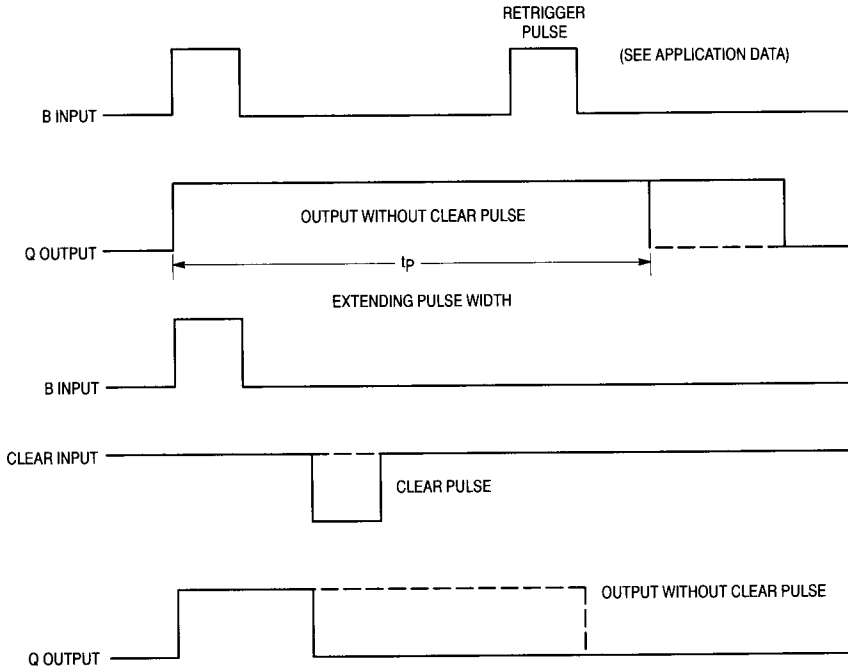 RETRIGGER
PULSE
(SEE APPLICATION DATA)
B INPUT
OUTPUT WITHOUT CLEAR PULSE
Q OUTPUT
tP
EXTENDING PULSE WIDTH
B INPUT
CLEAR INPUT
CLEAR PULSE
OUTPUT WITHOUT CLEAR PULSE
Q OUTPUT